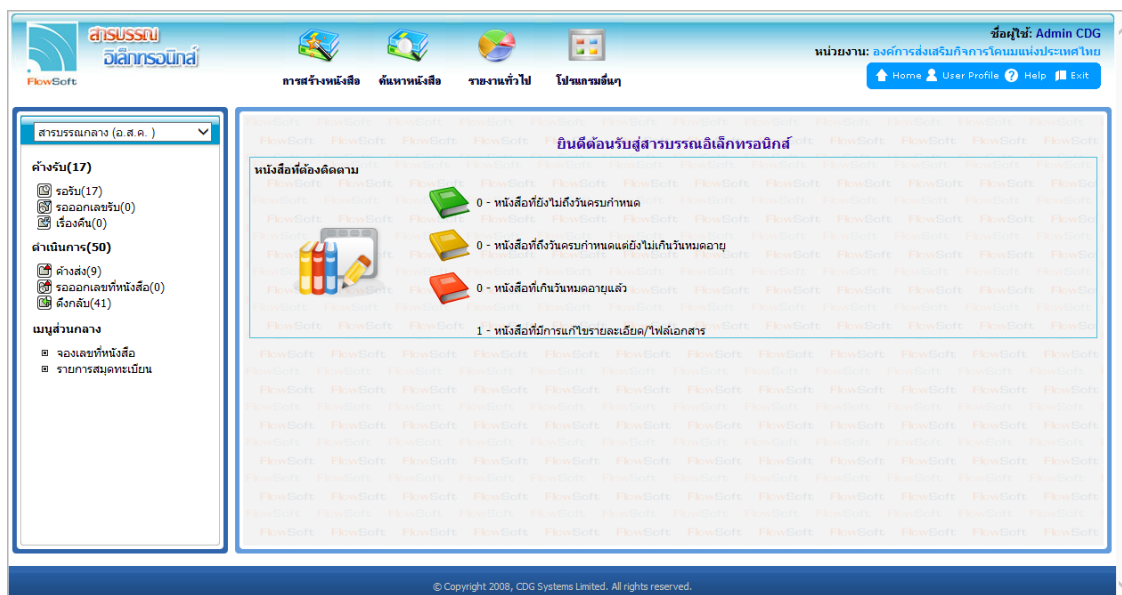 สารบรรณ
อิเล็กทรอนิกส์
FlowSoft
การสร้างหนังสือ ค้นหาหนังสือ รายงานทั่วไป โปรแกรมอื่นๆ
ชื่อผู้ใช้: Admin CDG
หน่วยงาน: องค์การส่งเสริมกิจการโคนมแห่งประเทศไทย
Home User Profile Help Exit
สารบรรณกลาง (อ.ส.ค. )
ค้างรับ(17)
รอรับ(17)
รอออกเลขรับ(0)
เรื่องคืน(0)
ดำเนินการ(50)
ค้างส่ง(9)
รอออกเลขที่หนังสือ(0)
ดึงกลับ(41)
เมนูส่วนกลาง
จองเลขที่หนังสือ
รายการสมุดทะเบียน
ยินดีต้อนรับสู่สารบรรณอิเล็กทรอนิกส์
หนังสือที่ต้องติดตาม
0 - หนังสือที่ยังไม่ถึงวันครบกำหนด
0 - หนังสือที่ถึงวันครบกำหนดแต่ยังไม่เกินวันหมดอายุ
0 - หนังสือที่เกินวันหมดอายุแล้ว
1 - หนังสือที่มีการแก้ไขรายละเอียด/ไฟล์เอกสาร
© Copyright 2008, CDG Systems Limited. All rights reserved.